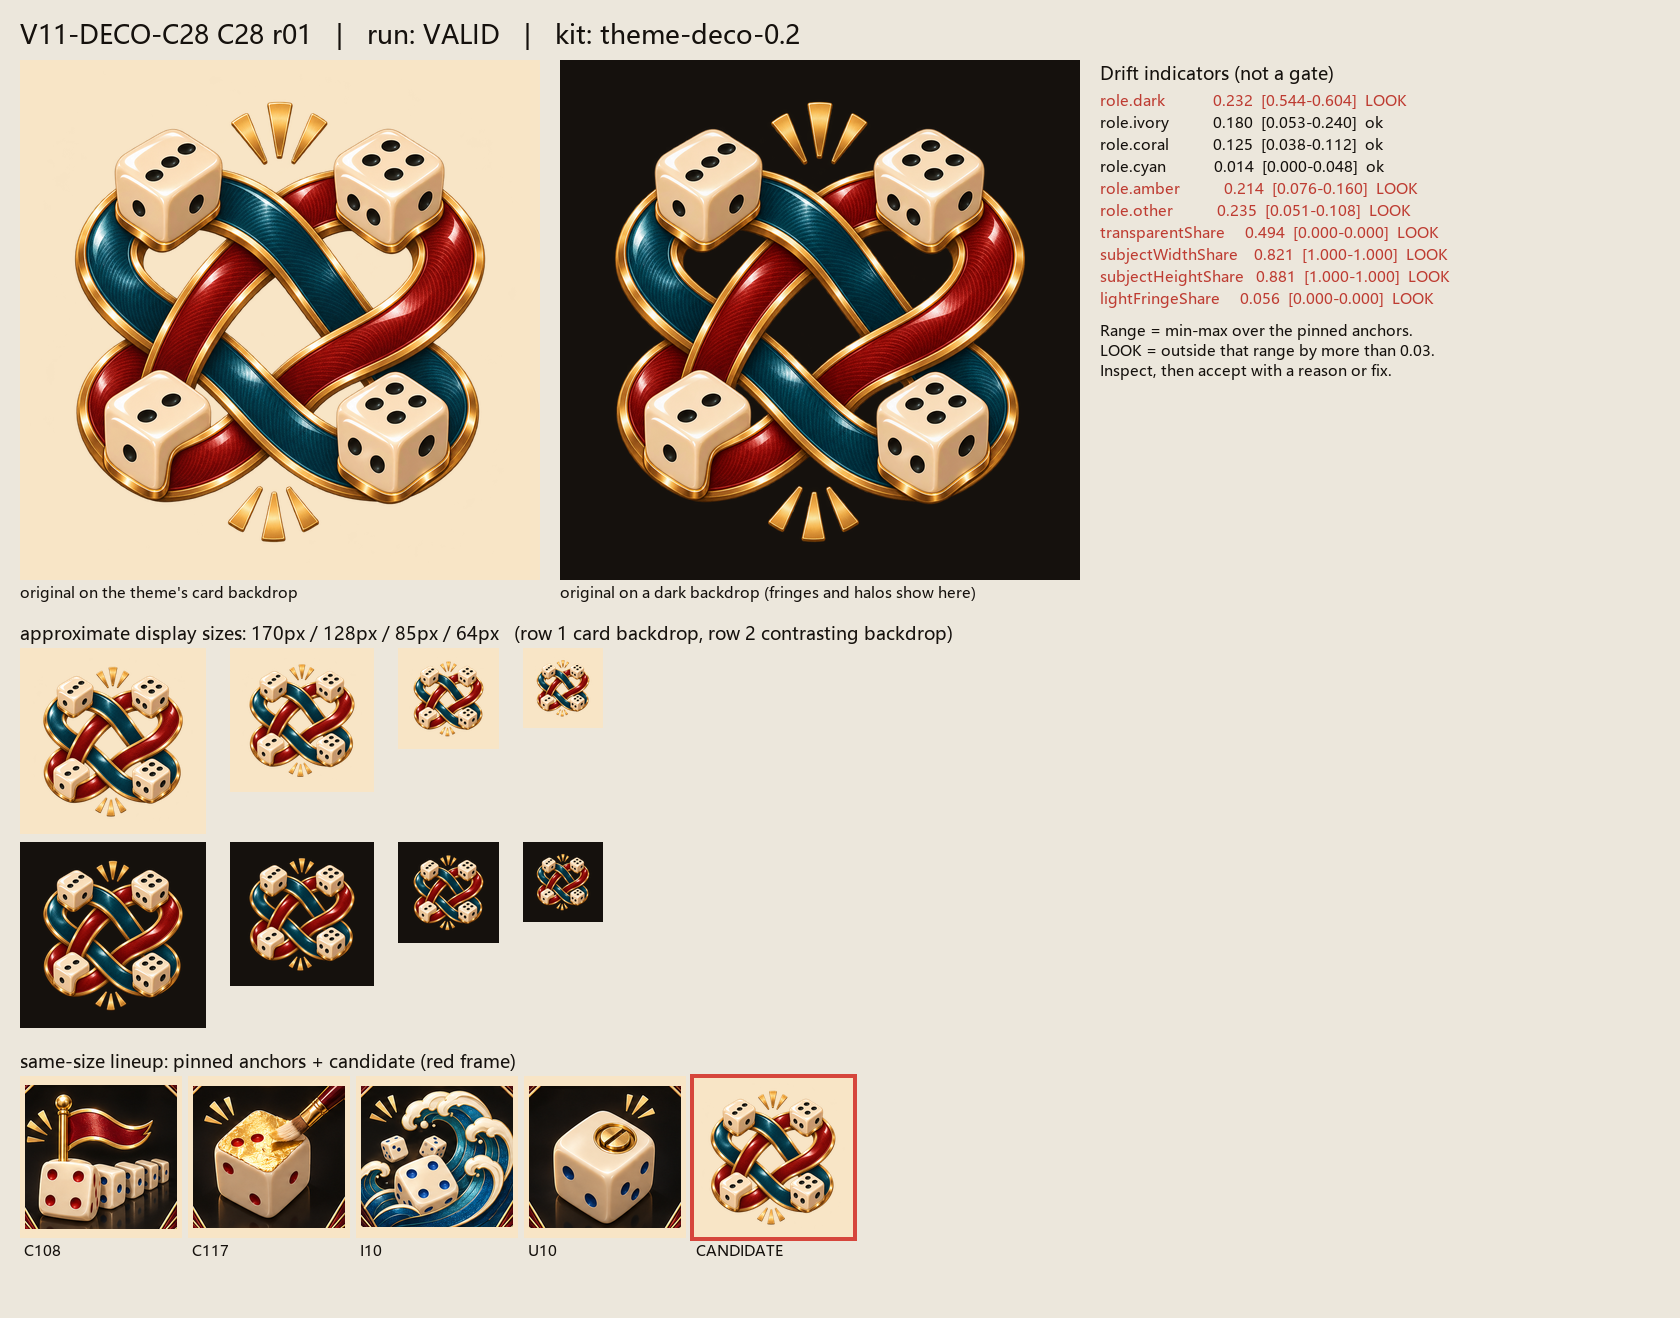 V11-DECO-C28 C28 r01 | run: VALID | kit: theme-deco-0.2
Drift indicators (not a gate)
role.dark 0.232 [0.544-0.604] LOOK
role.ivory 0.180 [0.053-0.240] ok
role.coral 0.125 [0.038-0.112] ok
role.cyan 0.014 [0.000-0.048] ok
role.amber 0.214 [0.076-0.160] LOOK
role.other 0.235 [0.051-0.108] LOOK
transparentShare 0.494 [0.000-0.000] LOOK
subjectWidthShare 0.821 [1.000-1.000] LOOK
subjectHeightShare 0.881 [1.000-1.000] LOOK
lightFringeShare 0.056 [0.000-0.000] LOOK
Range = min-max over the pinned anchors.
LOOK = outside that range by more than 0.03.
Inspect, then accept with a reason or fix.
original on the theme's card backdrop
original on a dark backdrop (fringes and halos show here)
approximate display sizes: 170px / 128px / 85px / 64px (row 1 card backdrop, row 2 contrasting backdrop)
same-size lineup: pinned anchors + candidate (red frame)
C108
C117
I10
U10
CANDIDATE